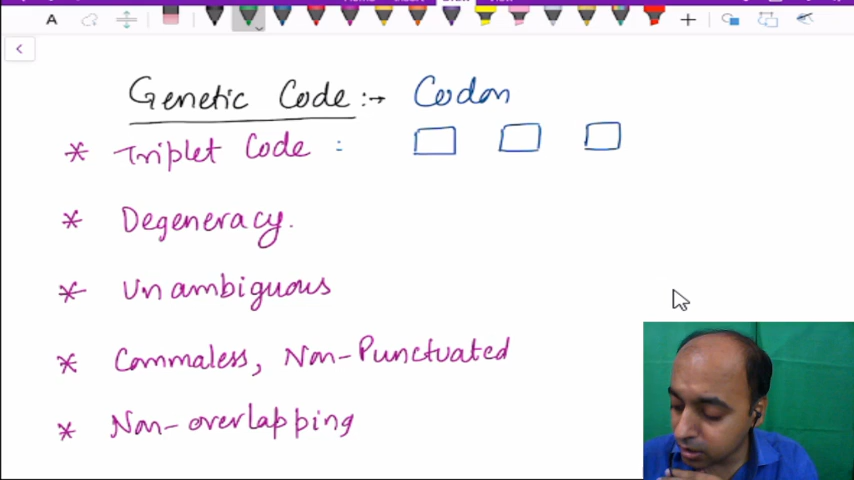 Genetic Code :→ Codon
* Triplet Code :
* Degeneracy.
* Unambiguous
* Commaless, Non-Punctuated
* Non-overlapping